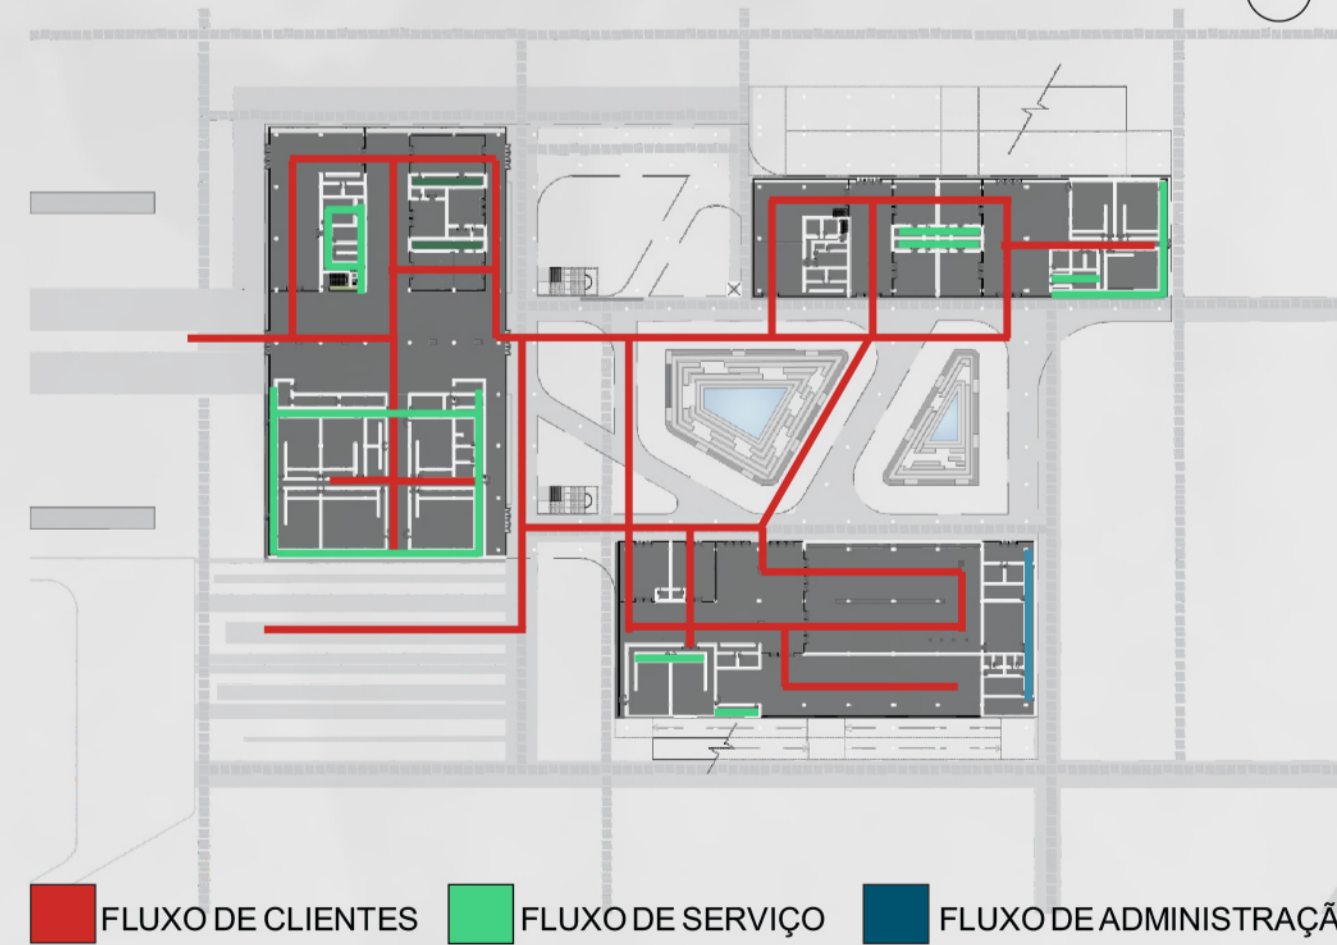 FLUXO DE CLIENTES
FLUXO DE SERVIÇO
FLUXO DE ADMINISTRAÇÃ